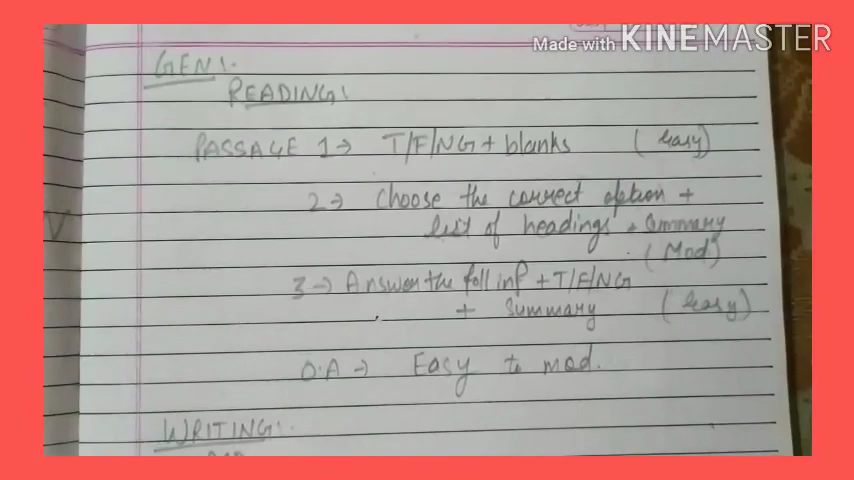 Made with KINEMASTER
GEN:
READING:
PASSAGE 1 → T/F/NG + blanks (easy)
2 → Choose the correct option +
list of headings + Summary
(Mod)
3 → Answer the foll inf + T/F/NG
+ Summary (easy)
O.A → Easy to mod.
WRITING: